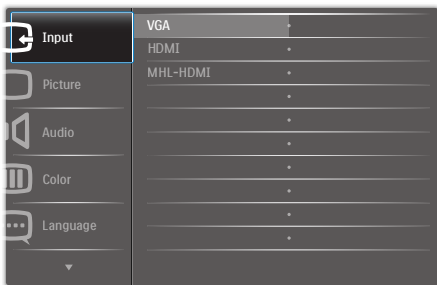 Input
Picture
Audio
Color
Language
VGA
HDMI
MHL-HDMI